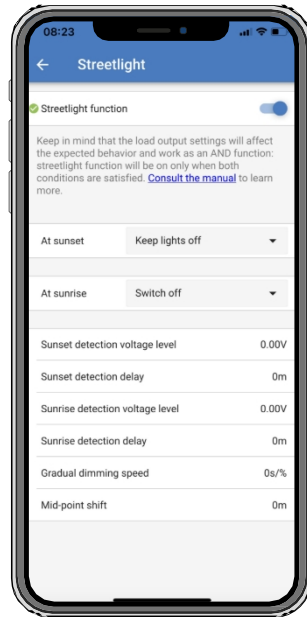 08:23
Streetlight
Streetlight function
Keep in mind that the load output settings will affect
the expected behavior and work as an AND function:
streetlight function will be on only when both
conditions are satisfied. Consult the manual to learn
more.
At sunset Keep lights off
At sunrise Switch off
Sunset detection voltage level 0.00V
Sunset detection delay 0m
Sunrise detection voltage level 0.00V
Sunrise detection delay 0m
Gradual dimming speed 0s/%
Mid-point shift 0m